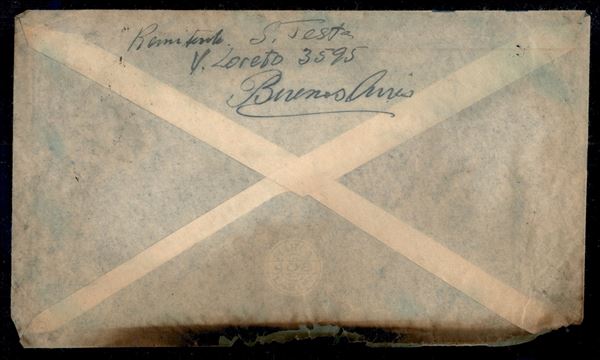 Remitente S. Testa
V. Loreto 3595
Buenos Aires